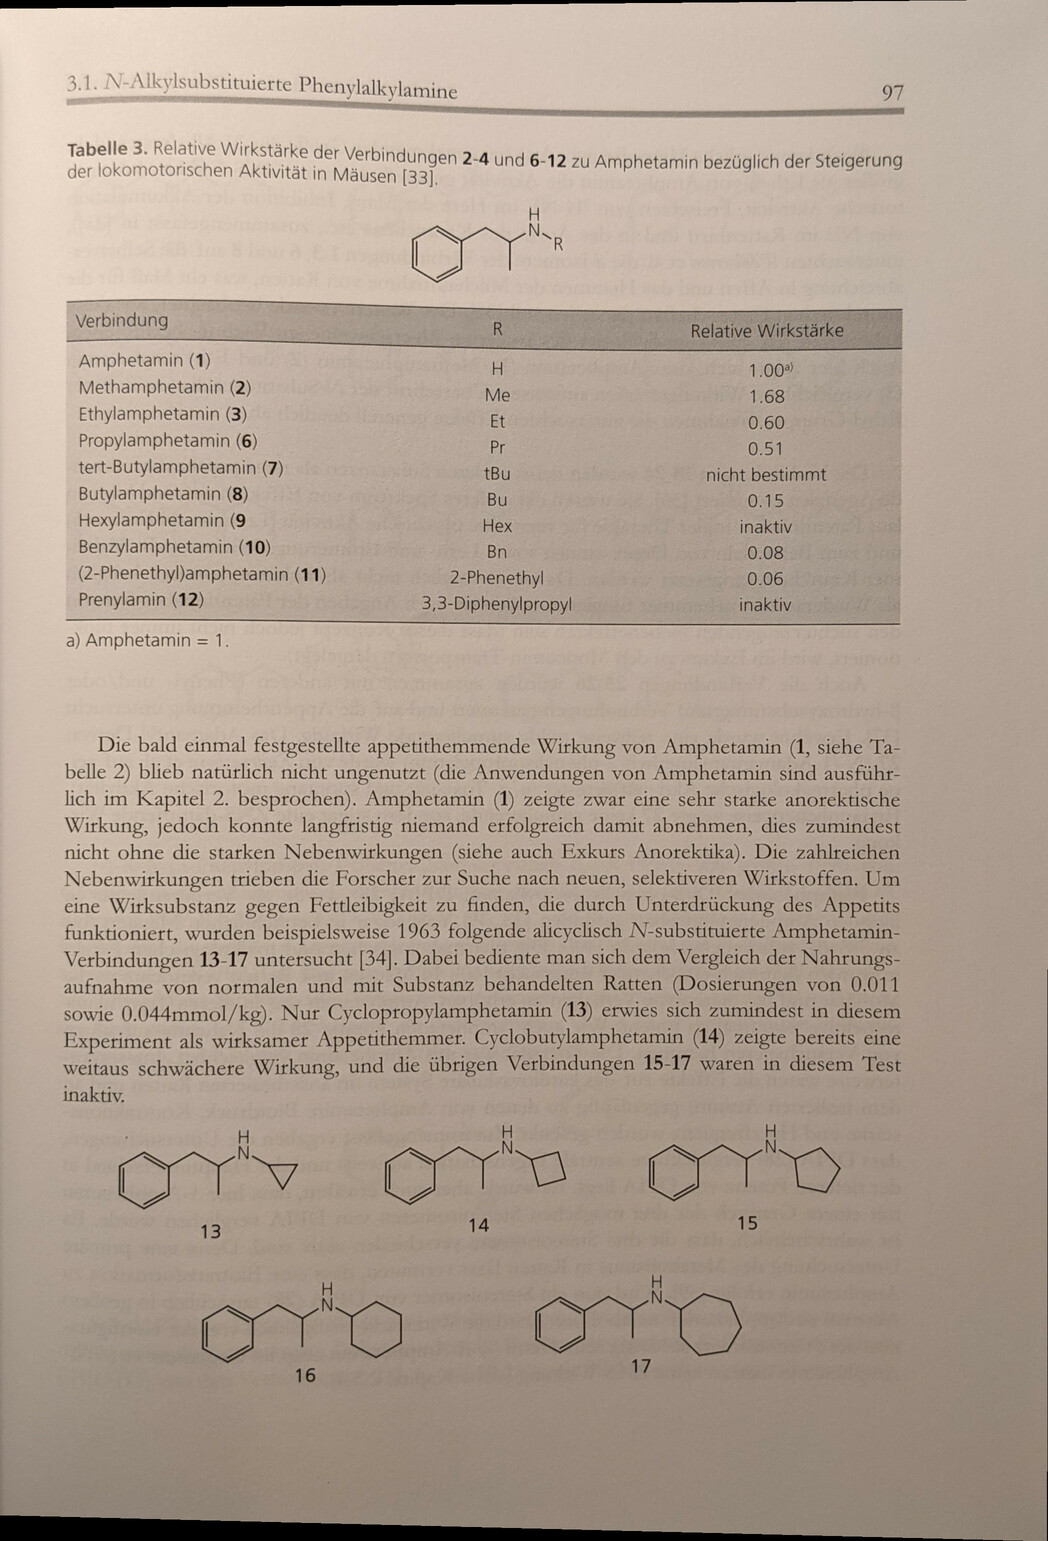 3.1. N-Alkylsubstituierte Phenylalkylamine 97
Tabelle 3. Relative Wirkstärke der Verbindungen 2-4 und 6-12 zu Amphetamin bezüglich der Steigerung
der lokomotorischen Aktivität in Mäusen [33].
H
N
R
Verbindung R Relative Wirkstärke
Amphetamin (1) H 1.00a)
Methamphetamin (2) Me 1.68
Ethylamphetamin (3) Et 0.60
Propylamphetamin (6) Pr 0.51
tert-Butylamphetamin (7) tBu nicht bestimmt
Butylamphetamin (8) Bu 0.15
Hexylamphetamin (9 Hex inaktiv
Benzylamphetamin (10) Bn 0.08
(2-Phenethyl)amphetamin (11) 2-Phenethyl 0.06
Prenylamin (12) 3,3-Diphenylpropyl inaktiv
a) Amphetamin = 1.
Die bald einmal festgestellte appetithemmende Wirkung von Amphetamin (1, siehe Ta-
belle 2) blieb natürlich nicht ungenutzt (die Anwendungen von Amphetamin sind ausführ-
lich im Kapitel 2. besprochen). Amphetamin (1) zeigte zwar eine sehr starke anorektische
Wirkung, jedoch konnte langfristig niemand erfolgreich damit abnehmen, dies zumindest
nicht ohne die starken Nebenwirkungen (siehe auch Exkurs Anorektika). Die zahlreichen
Nebenwirkungen trieben die Forscher zur Suche nach neuen, selektiveren Wirkstoffen. Um
eine Wirksubstanz gegen Fettleibigkeit zu finden, die durch Unterdrückung des Appetits
funktioniert, wurden beispielsweise 1963 folgende alicyclisch N-substituierte Amphetamin-
Verbindungen 13-17 untersucht [34]. Dabei bediente man sich dem Vergleich der Nahrungs-
aufnahme von normalen und mit Substanz behandelten Ratten (Dosierungen von 0.011
sowie 0.044mmol/kg). Nur Cyclopropylamphetamin (13) erwies sich zumindest in diesem
Experiment als wirksamer Appetithemmer. Cyclobutylamphetamin (14) zeigte bereits eine
weitaus schwächere Wirkung, und die übrigen Verbindungen 15-17 waren in diesem Test
inaktiv.
H H H
N N N
13 14 15
H H
N N
16 17